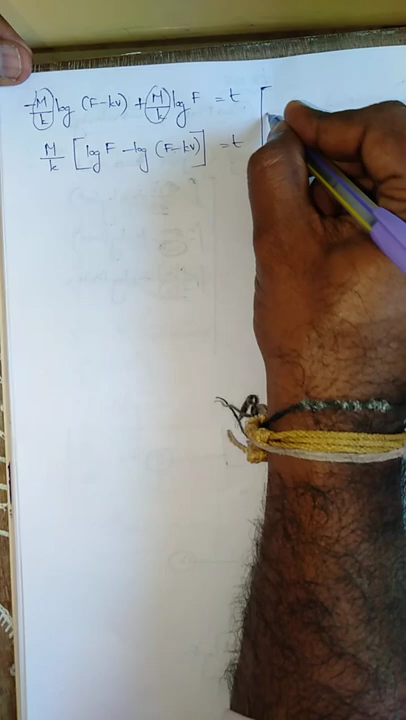 -M/k log (F-kV) + M/k log F = t [
M/k [log F - log (F-kV)] = t